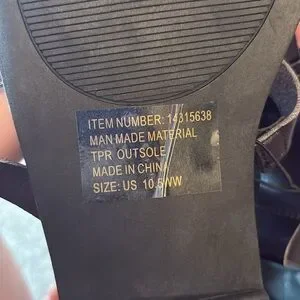 ITEM NUMBER: 14315638
MAN MADE MATERIAL
TPR OUTSOLE
MADE IN CHINA
SIZE: US 10.5WW